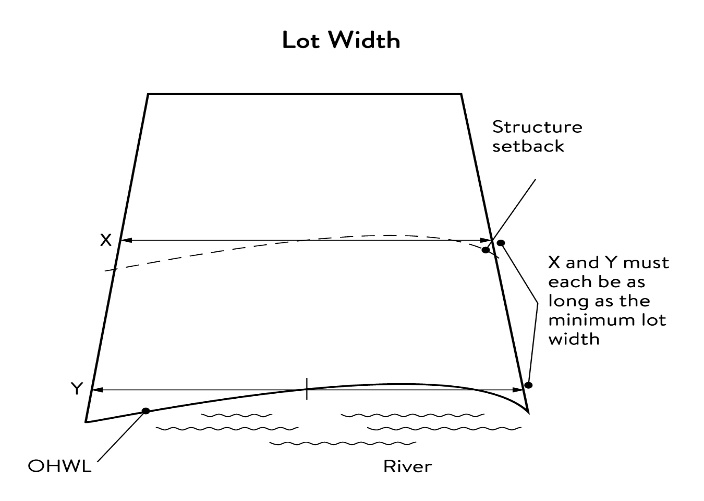 Lot Width
Structure
setback
X
X and Y must
each be as
long as the
minimum lot
width
Y
OHWL
River